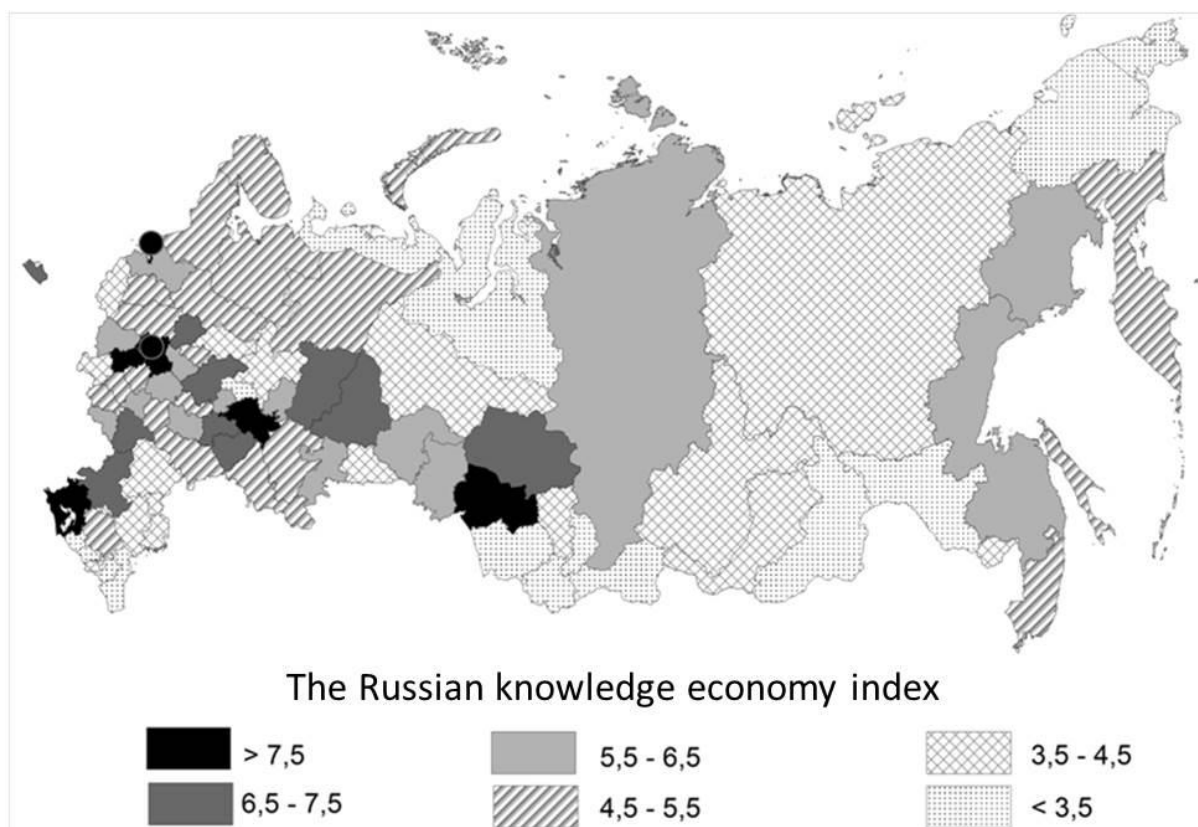 The Russian knowledge economy index
> 7,5
5,5 - 6,5
3,5 - 4,5
6,5 - 7,5
4,5 - 5,5
< 3,5